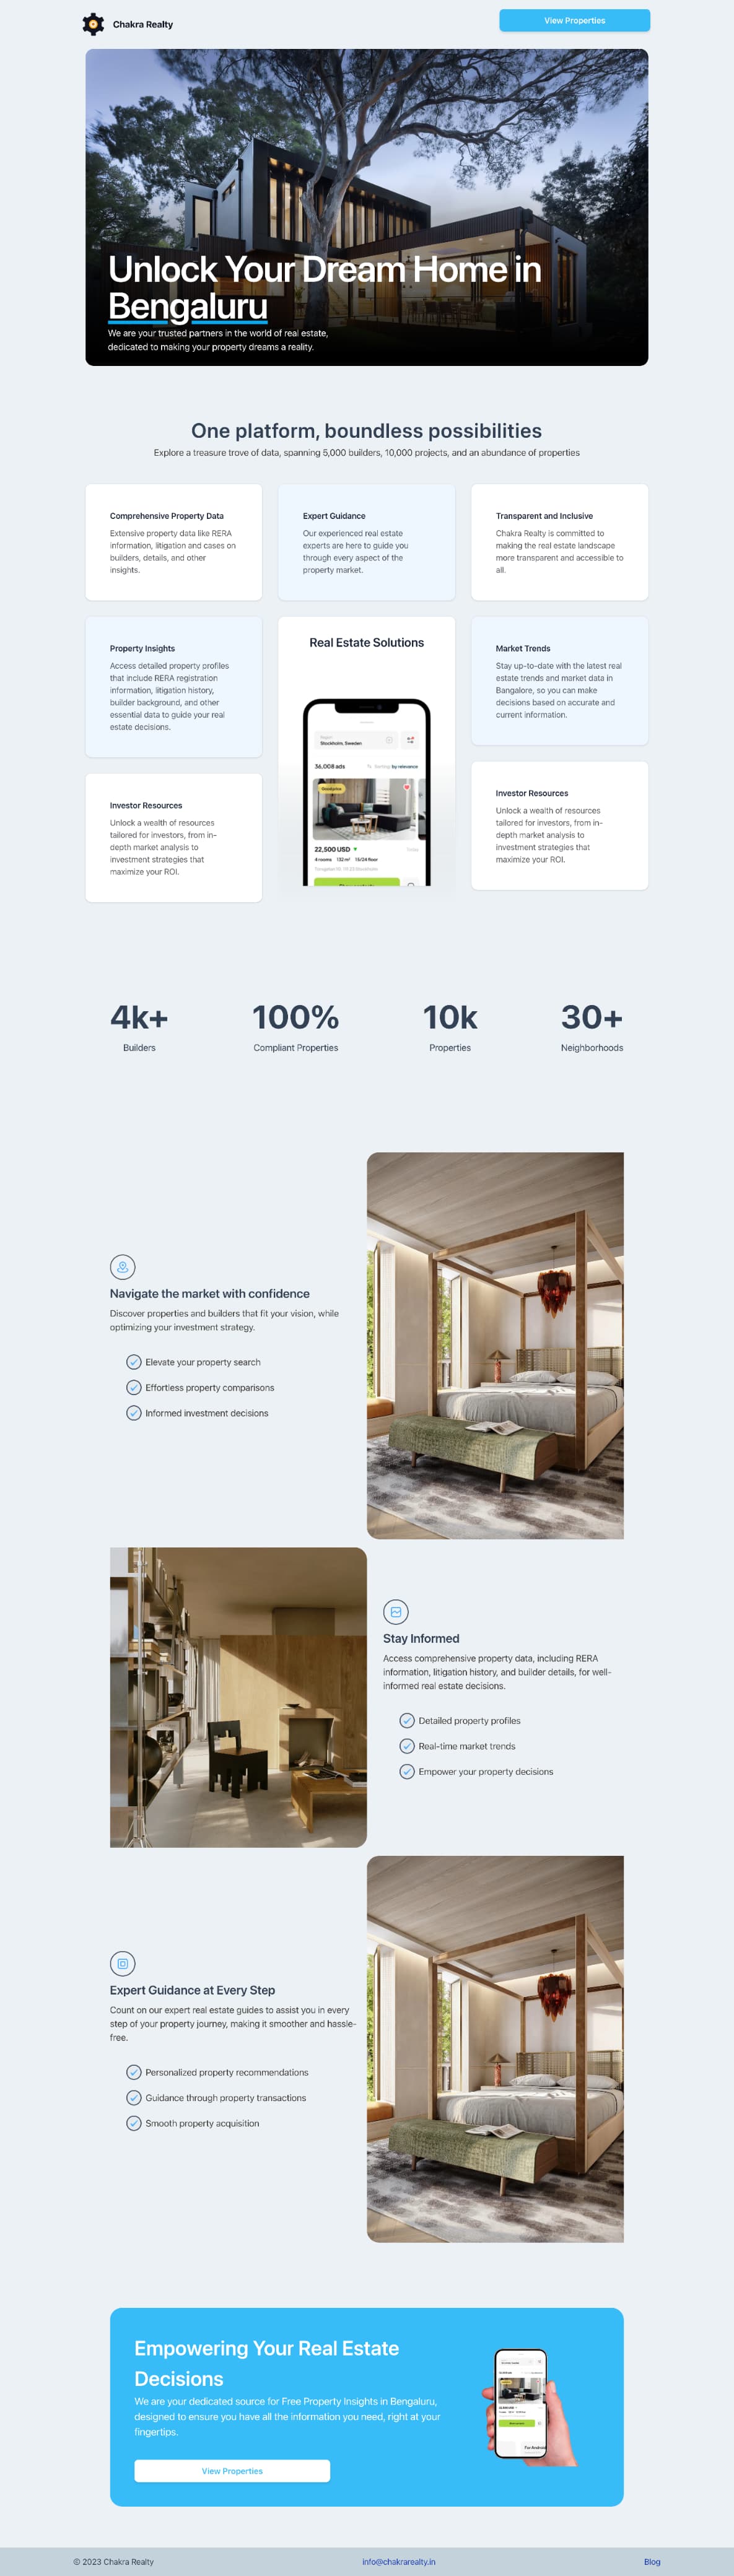 Chakra Realty
View Properties
Unlock Your Dream Home in
Bengaluru
We are your trusted partners in the world of real estate,
dedicated to making your property dreams a reality.
One platform, boundless possibilities
Explore a treasure trove of data, spanning 5,000 builders, 10,000 projects, and an abundance of properties
Comprehensive Property Data
Extensive property data like RERA
information, litigation and cases on
builders, details, and other
insights.
Expert Guidance
Our experienced real estate
experts are here to guide you
through every aspect of the
property market.
Transparent and Inclusive
Chakra Realty is committed to
making the real estate landscape
more transparent and accessible to
all.
Property Insights
Access detailed property profiles
that include RERA registration
information, litigation history,
builder background, and other
essential data to guide your real
estate decisions.
Real Estate Solutions
Stockholm, Sweden
36,008 ads
by relevance
22,500 USD
4 rooms 132 m² 15/24 floor
Market Trends
Stay up-to-date with the latest real
estate trends and market data in
Bangalore, so you can make
decisions based on accurate and
current information.
Investor Resources
Unlock a wealth of resources
tailored for investors, from in-
depth market analysis to
investment strategies that
maximize your ROI.
Investor Resources
Unlock a wealth of resources
tailored for investors, from in-
depth market analysis to
investment strategies that
maximize your ROI.
4k+
Builders
100%
Compliant Properties
10k
Properties
30+
Neighborhoods
Navigate the market with confidence
Discover properties and builders that fit your vision, while
optimizing your investment strategy.
Elevate your property search
Effortless property comparisons
Informed investment decisions
Stay Informed
Access comprehensive property data, including RERA
information, litigation history, and builder details, for well-
informed real estate decisions.
Detailed property profiles
Real-time market trends
Empower your property decisions
Expert Guidance at Every Step
Count on our expert real estate guides to assist you in every
step of your property journey, making it smoother and hassle-
free.
Personalized property recommendations
Guidance through property transactions
Smooth property acquisition
Empowering Your Real Estate
Decisions
We are your dedicated source for Free Property Insights in Bengaluru,
designed to ensure you have all the information you need, right at your
fingertips.
View Properties
For Android
© 2023 Chakra Realty
info@chakrarealty.in
Blog